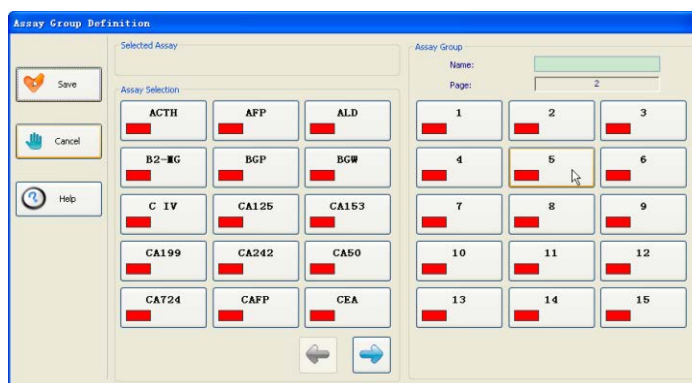 Assay Group Definition
Save
Cancel
Help
Selected Assay
Assay Selection
ACTH AFP ALD
B2-MG BGP BGW
C IV CA125 CA153
CA199 CA242 CA50
CA724 CAFP CEA
Assay Group
Name:
Page: 2
1 2 3
4 5 6
7 8 9
10 11 12
13 14 15